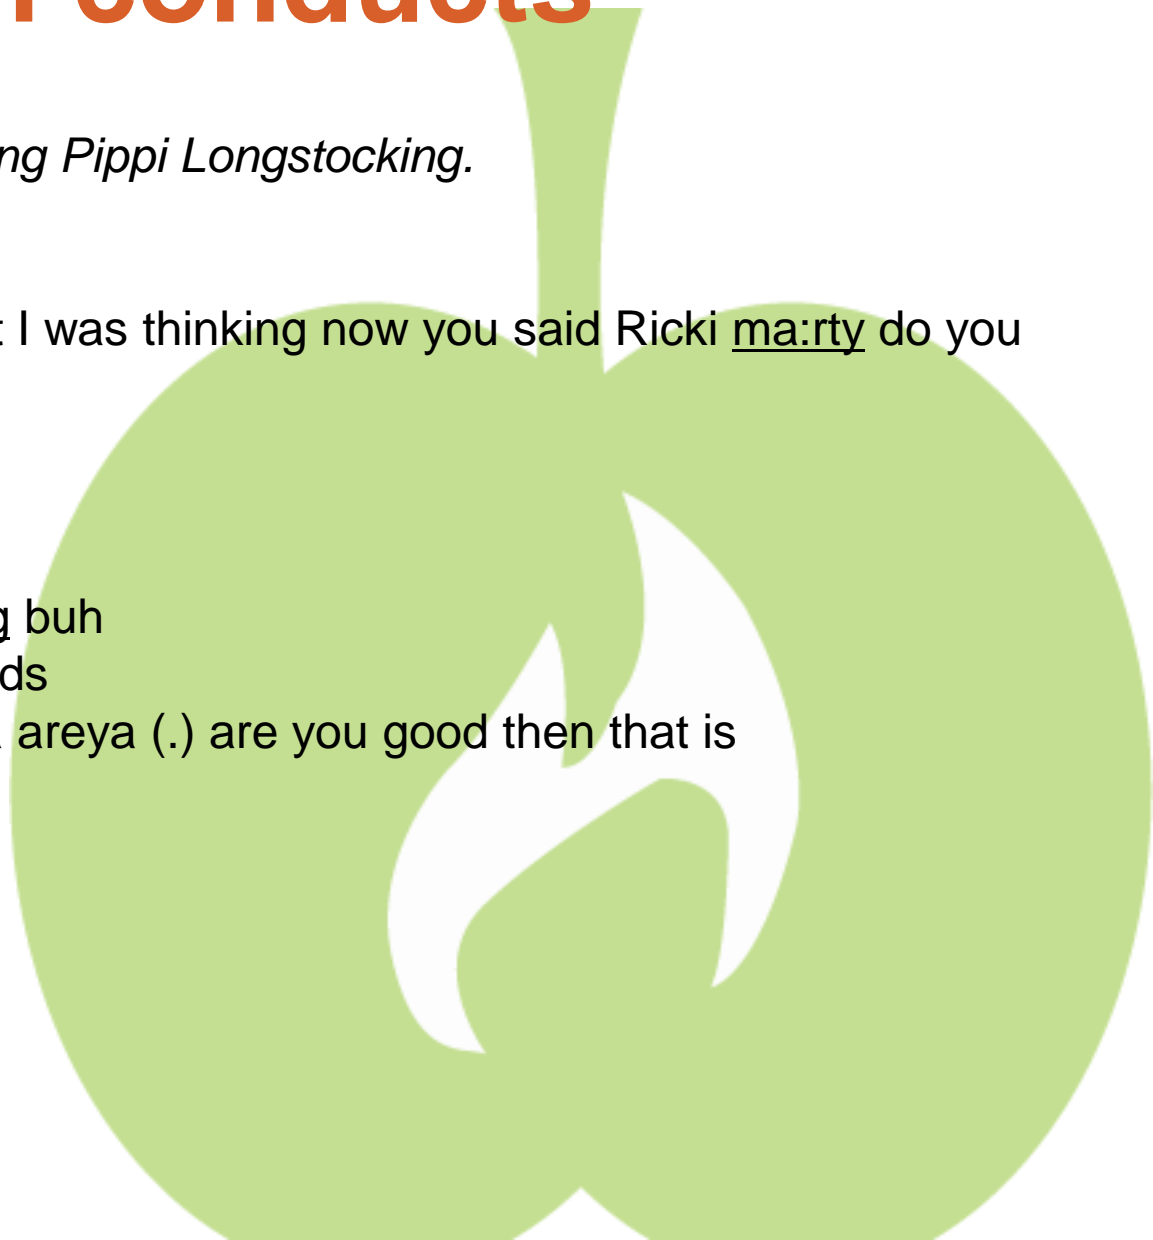 conducts
ng Pippi Longstocking.
I was thinking now you said Ricki ma:rty do you
buh
ds
areya (.) are you good then that is